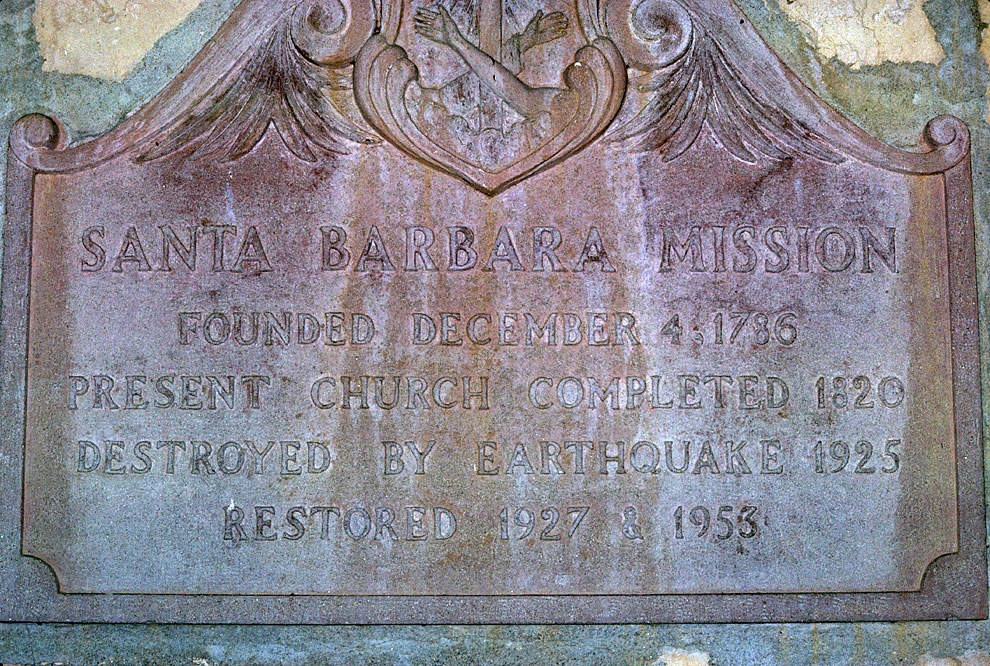 SANTA BARBARA MISSION
FOUNDED DECEMBER 4, 1786
PRESENT CHURCH COMPLETED 1820
DESTROYED BY EARTHQUAKE 1925
RESTORED 1927 & 1953